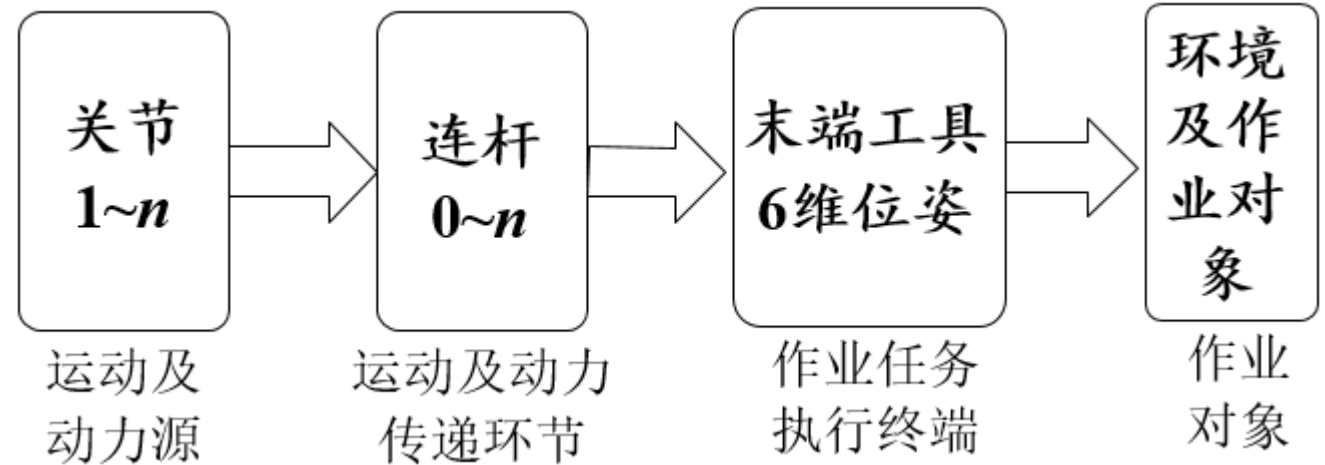 关节
1~n
连杆
0~n
末端工具
6维位姿
环境
及作
业对
象
运动及
动力源
运动及动力
传递环节
作业任务
执行终端
作业
对象